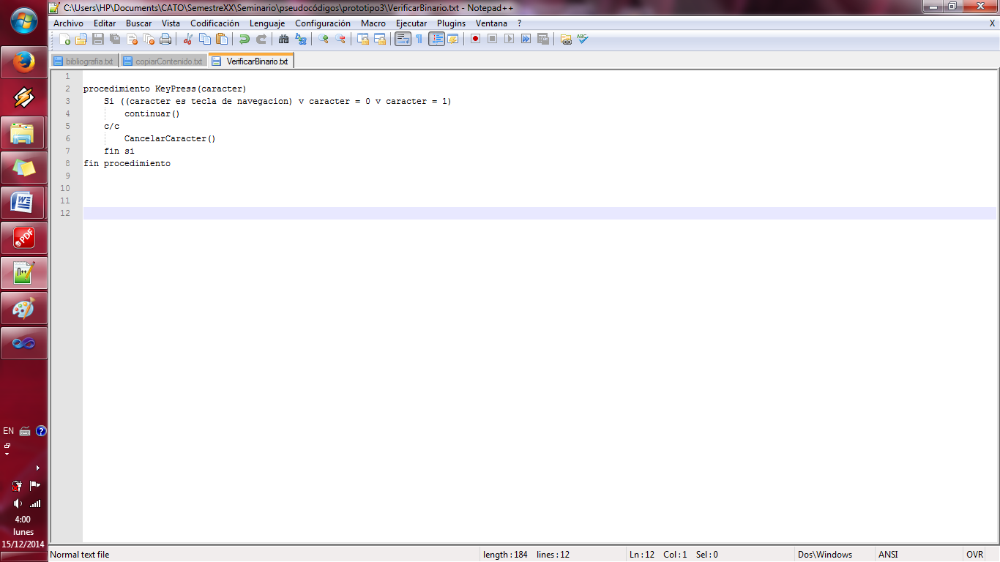 C:\Users\HP\Documents\CATO\SemestreXX\Seminario\pseudocódigos\prototipo3\VerificarBinario.txt - Notepad++
Archivo Editar Buscar Vista Codificación Lenguaje Configuración Macro Ejecutar Plugins Ventana ? X
bibliografia.txt copiarContenido.txt VerificarBinario.txt
1
2 procedimiento KeyPress(caracter)
3 Si ((caracter es tecla de navegacion) v caracter = 0 v caracter = 1)
4 continuar()
5 c/c
6 CancelarCaracter()
7 fin si
8 fin procedimiento
9
10
11
12
PDF
EN
4:00
lunes
15/12/2014
Normal text file length : 184 lines : 12 Ln : 12 Col : 1 Sel : 0 Dos\Windows ANSI OVR